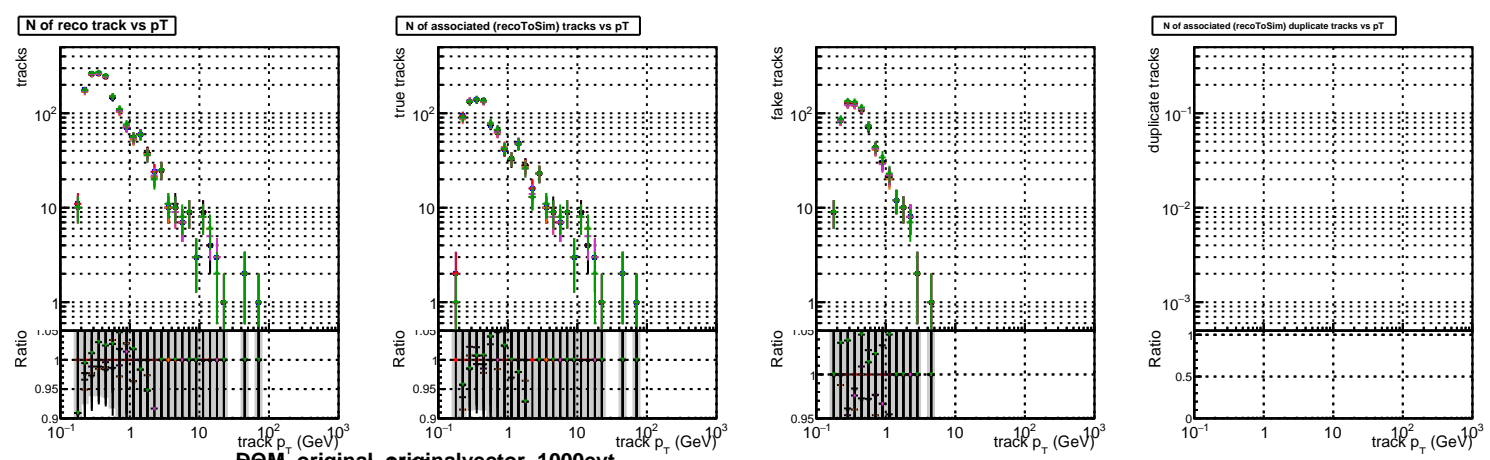 N of reco track vs pT
N of associated (recoToSim) tracks vs pT
N of associated (recoToSim) duplicate tracks vs pT
tracks
10²
10
1
Ratio
1.05
1
0.95
0.9
10⁻¹ 1 10 10² 10³
track p_T (GeV)
true tracks
10²
10
1
Ratio
1.05
1
0.95
0.9
10⁻¹ 1 10 10² 10³
track p_T (GeV)
fake tracks
10²
10
1
Ratio
1.05
1
0.95
10⁻¹ 1 10 10² 10³
track p_T (GeV)
duplicate tracks
10⁻¹
10⁻²
10⁻³
Ratio
1
0.5
0
10⁻¹ 1 10 10² 10³
track p_T (GeV)
original_originalvector_1000evt